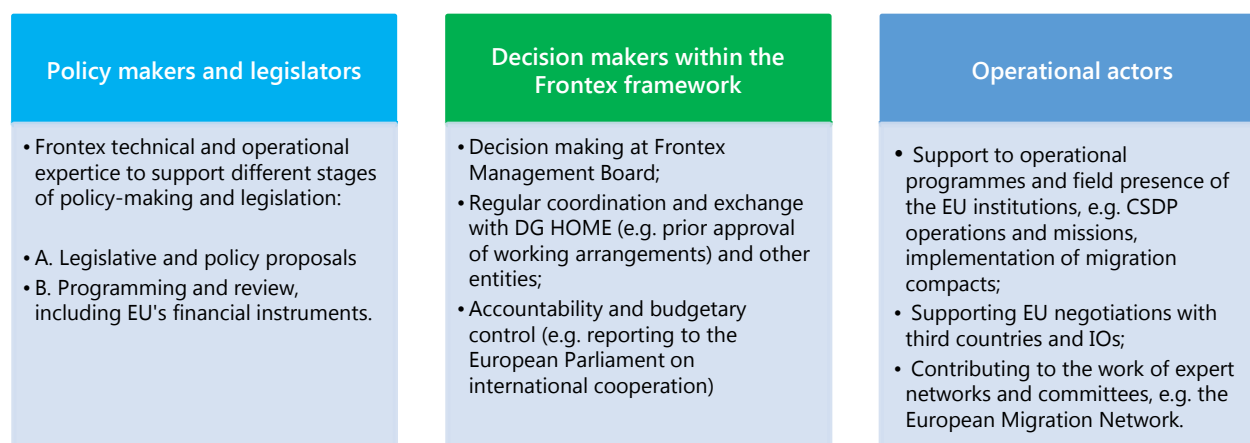 Policy makers and legislators
• Frontex technical and operational
expertice to support different stages
of policy-making and legislation:
• A. Legislative and policy proposals
• B. Programming and review,
including EU's financial instruments.
Decision makers within the
Frontex framework
• Decision making at Frontex
Management Board;
• Regular coordination and exchange
with DG HOME (e.g. prior approval
of working arrangements) and other
entities;
• Accountability and budgetary
control (e.g. reporting to the
European Parliament on
international cooperation)
Operational actors
• Support to operational
programmes and field presence of
the EU institutions, e.g. CSDP
operations and missions,
implementation of migration
compacts;
• Supporting EU negotiations with
third countries and IOs;
• Contributing to the work of expert
networks and committees, e.g. the
European Migration Network.